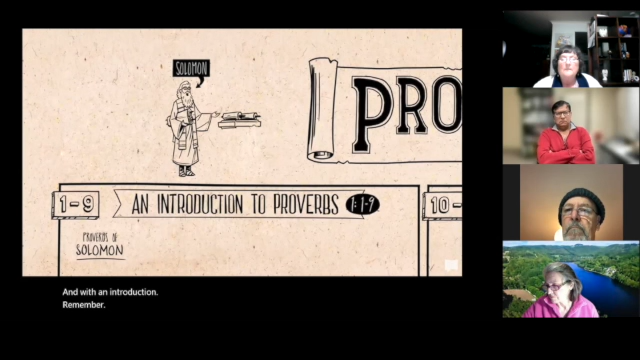 SOLOMON
PRO
1-9
AN INTRODUCTION TO PROVERBS 1:1-9
10-
PROVERBS OF
SOLOMON
And with an introduction.
Remember.